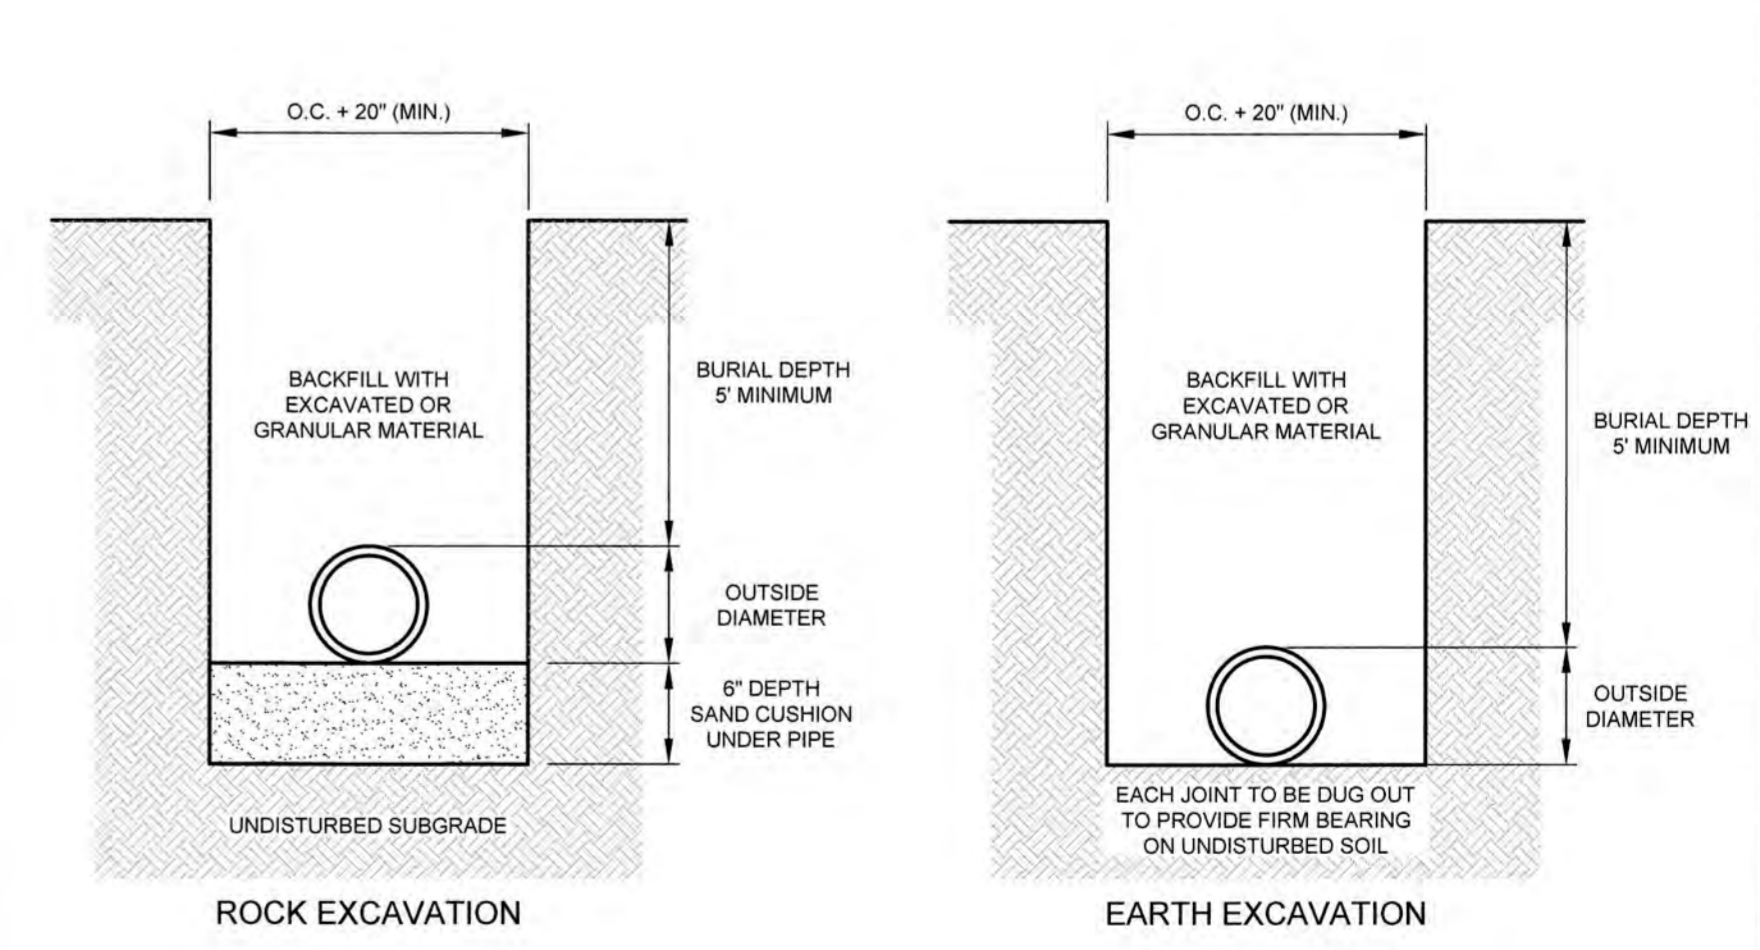 O.C. + 20" (MIN.)
BACKFILL WITH
EXCAVATED OR
GRANULAR MATERIAL
BURIAL DEPTH
5' MINIMUM
OUTSIDE
DIAMETER
6" DEPTH
SAND CUSHION
UNDER PIPE
UNDISTURBED SUBGRADE
ROCK EXCAVATION
O.C. + 20" (MIN.)
BACKFILL WITH
EXCAVATED OR
GRANULAR MATERIAL
BURIAL DEPTH
5' MINIMUM
OUTSIDE
DIAMETER
EACH JOINT TO BE DUG OUT
TO PROVIDE FIRM BEARING
ON UNDISTURBED SOIL
EARTH EXCAVATION